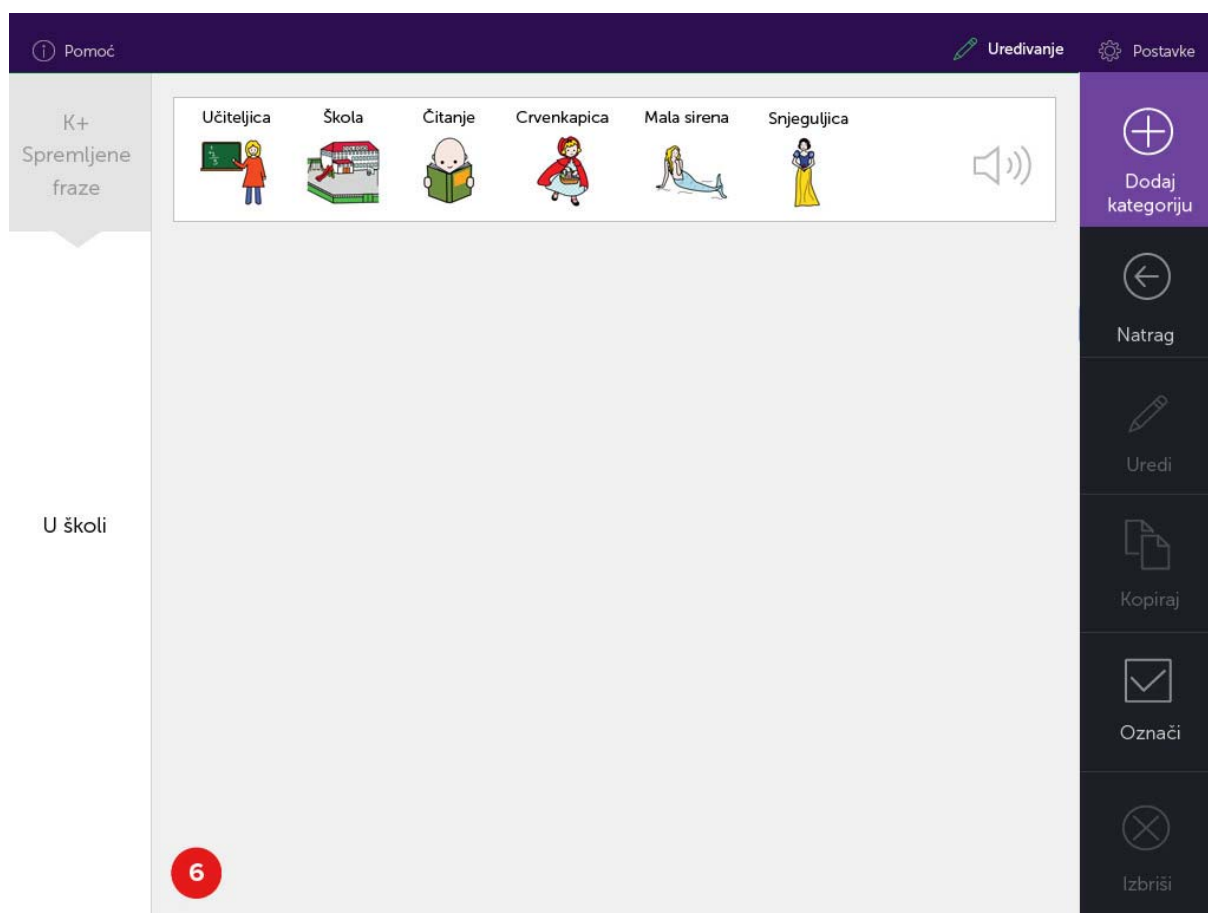 Pomoć
Uredivanje
Postavke
K+
Spremljene
fraze
Učiteljica
Škola
Čitanje
Crvenkapica
Mala sirena
Snjeguljica
Dodaj
kategoriju
Natrag
Uredi
U školi
Kopiraj
Označi
6
Izbriši